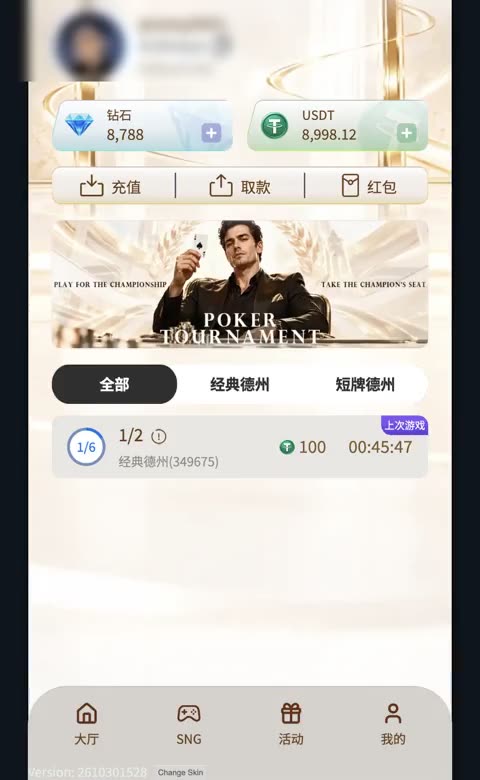 钻石
8,788
USDT
8,998.12
充值
取款
红包
PLAY FOR THE CHAMPIONSHIP
TAKE THE CHAMPION'S SEAT
POKER
TOURNAMENT
全部
经典德州
短牌德州
上次游戏
1/6
1/2
100
00:45:47
经典德州(349675)
大厅
SNG
活动
我的
Version: 2610301528
Change Skin